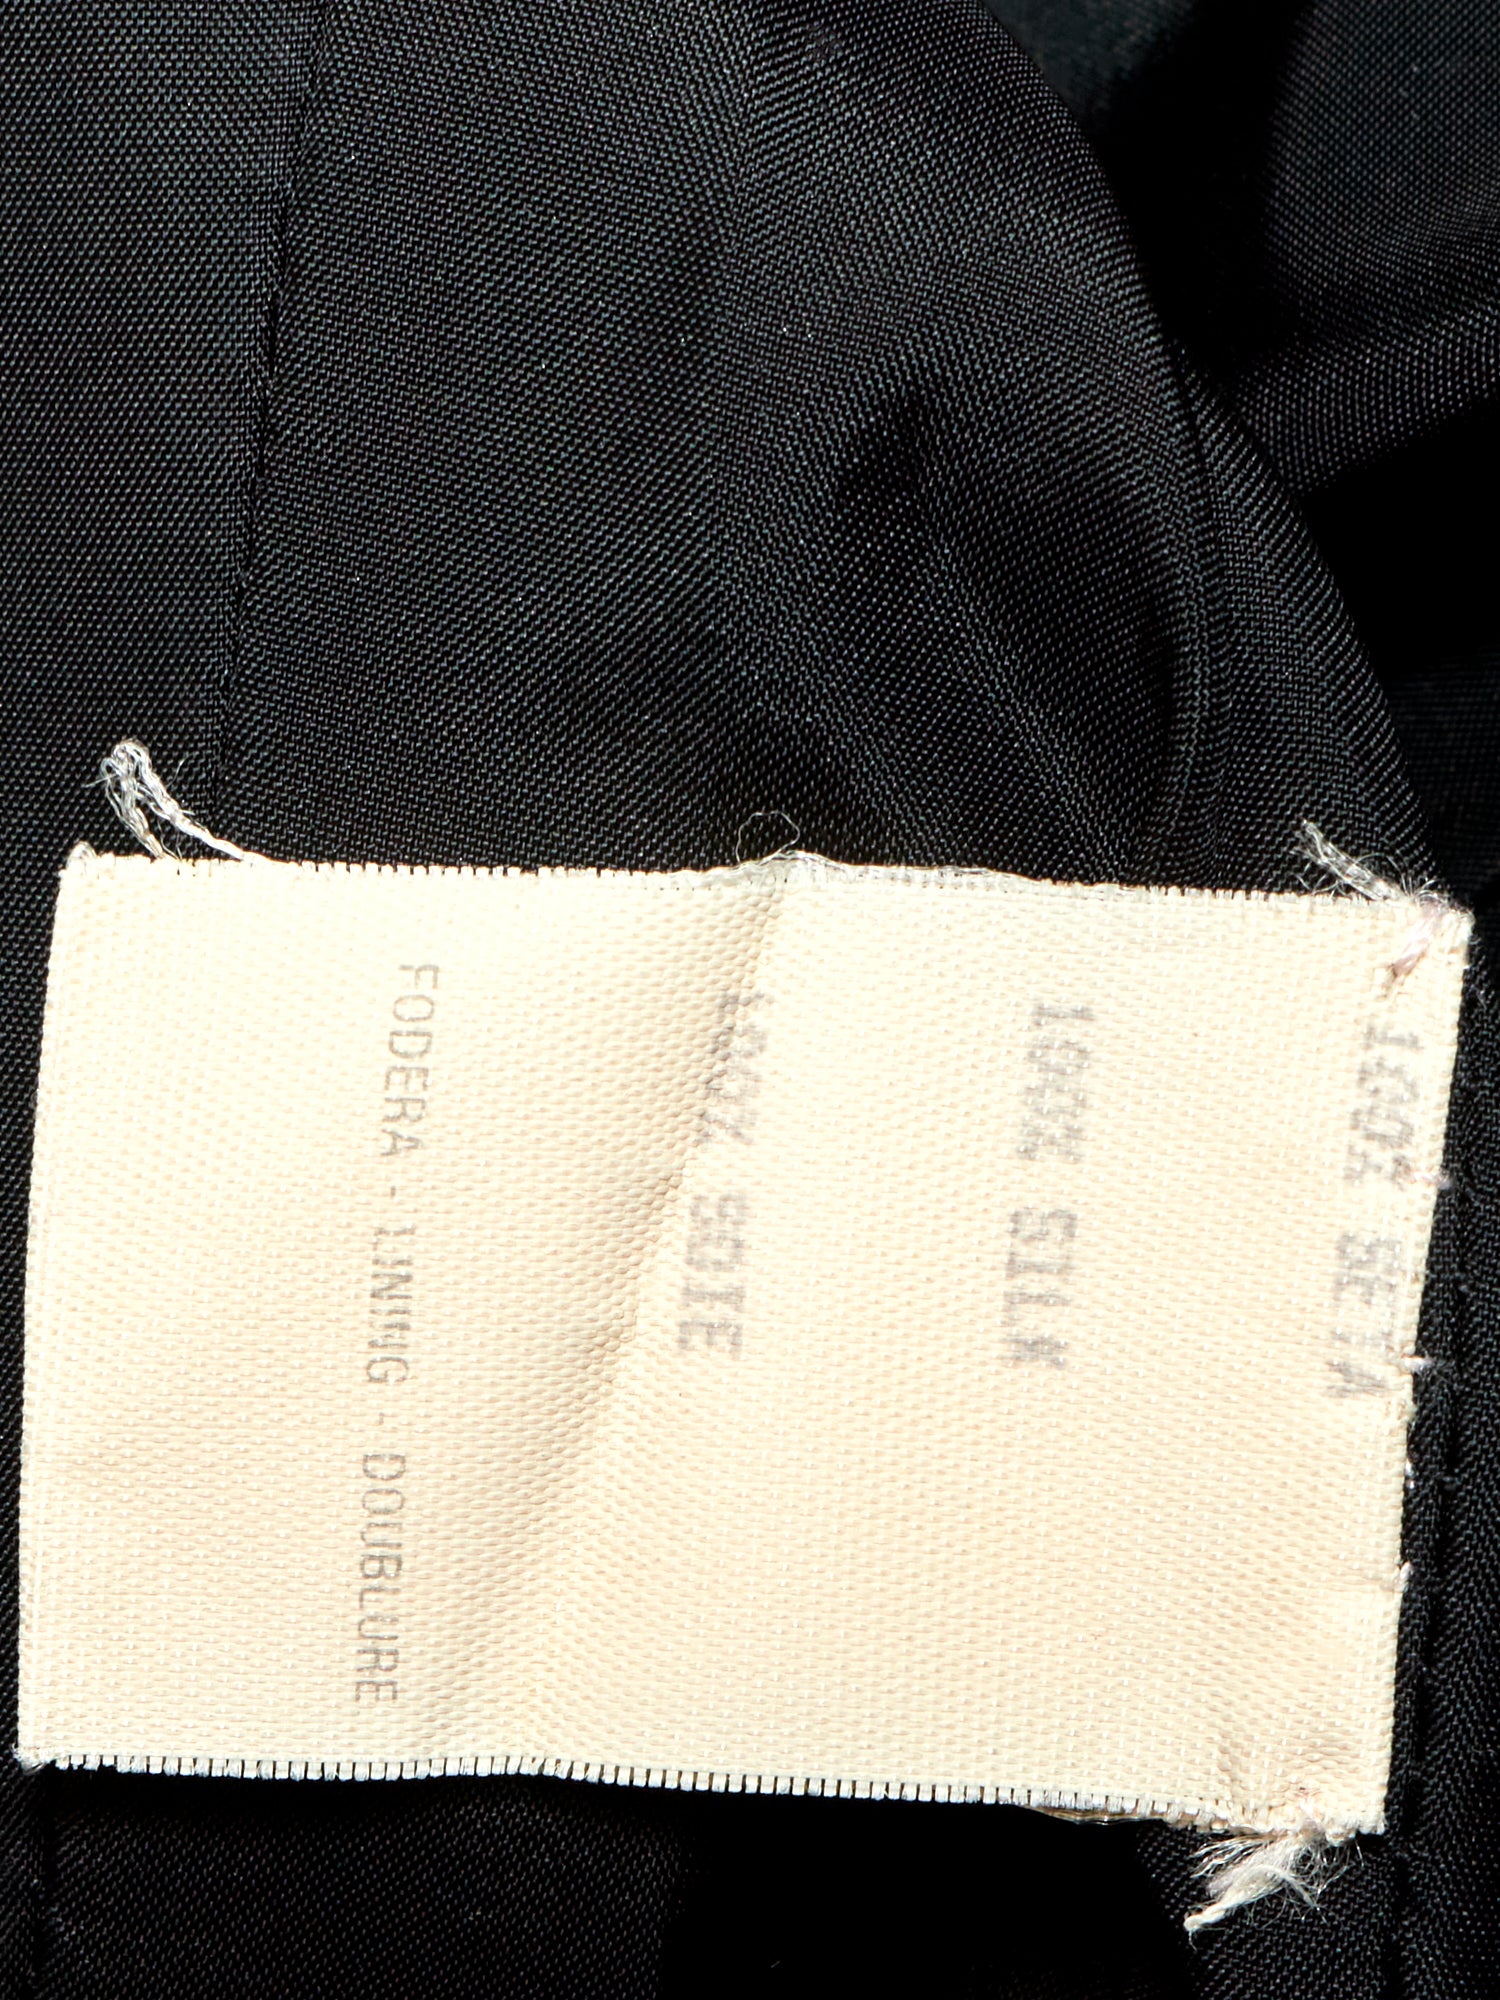 100% SETA
100% SILK
100% SOIE
FODERA - LINING - DOUBLURE